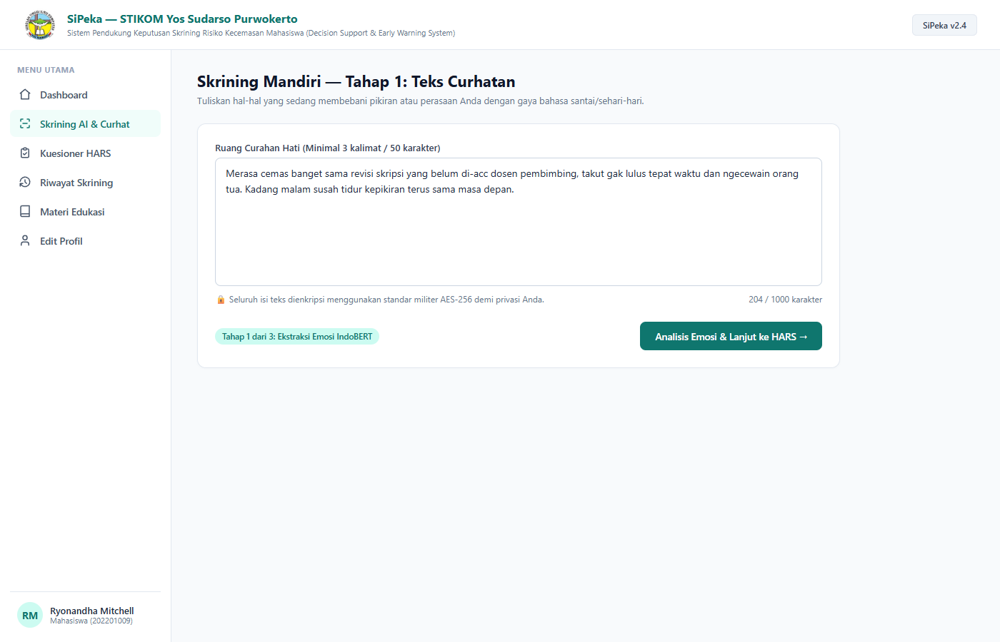 SiPeka — STIKOM Yos Sudarso Purwokerto
Sistem Pendukung Keputusan Skrining Risiko Kecemasan Mahasiswa (Decision Support & Early Warning System)
SiPeka v2.4
MENU UTAMA
Dashboard
Skrining AI & Curhat
Kuesioner HARS
Riwayat Skrining
Materi Edukasi
Edit Profil
Skrining Mandiri — Tahap 1: Teks Curhatan
Tuliskan hal-hal yang sedang membebani pikiran atau perasaan Anda dengan gaya bahasa santai/sehari-hari.
Ruang Curahan Hati (Minimal 3 kalimat / 50 karakter)
Merasa cemas banget sama revisi skripsi yang belum di-acc dosen pembimbing, takut gak lulus tepat waktu dan ngecewain orang
tua. Kadang malam susah tidur kepikiran terus sama masa depan.
🔒 Seluruh isi teks dienkripsi menggunakan standar militer AES-256 demi privasi Anda.
204 / 1000 karakter
Tahap 1 dari 3: Ekstraksi Emosi IndoBERT
Analisis Emosi & Lanjut ke HARS →
RM
Ryonandha Mitchell
Mahasiswa (202201009)